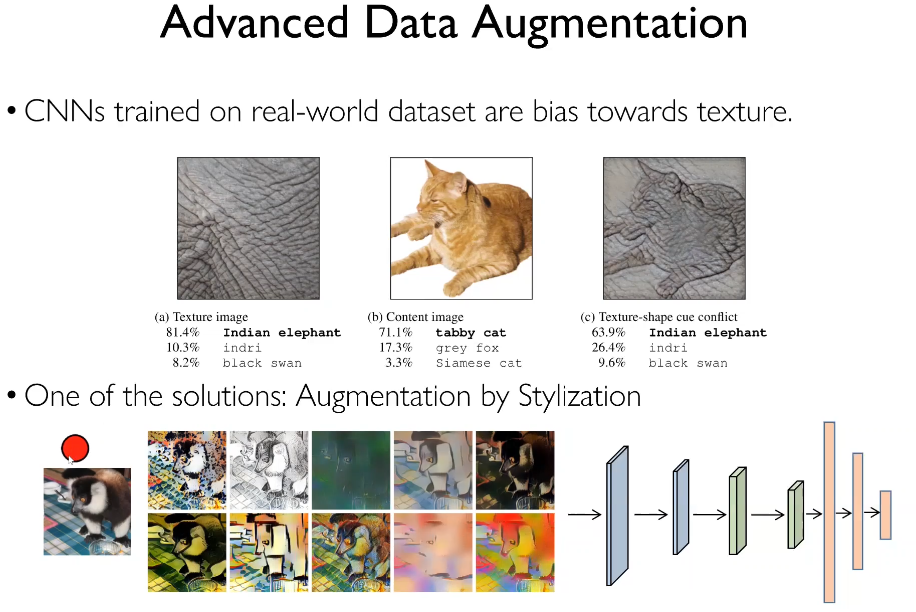 Advanced Data Augmentation
• CNNs trained on real-world dataset are bias towards texture.
(a) Texture image
81.4% Indian elephant
10.3% indri
8.2% black swan
(b) Content image
71.1% tabby cat
17.3% grey fox
3.3% Siamese cat
(c) Texture-shape cue conflict
63.9% Indian elephant
26.4% indri
9.6% black swan
• One of the solutions: Augmentation by Stylization